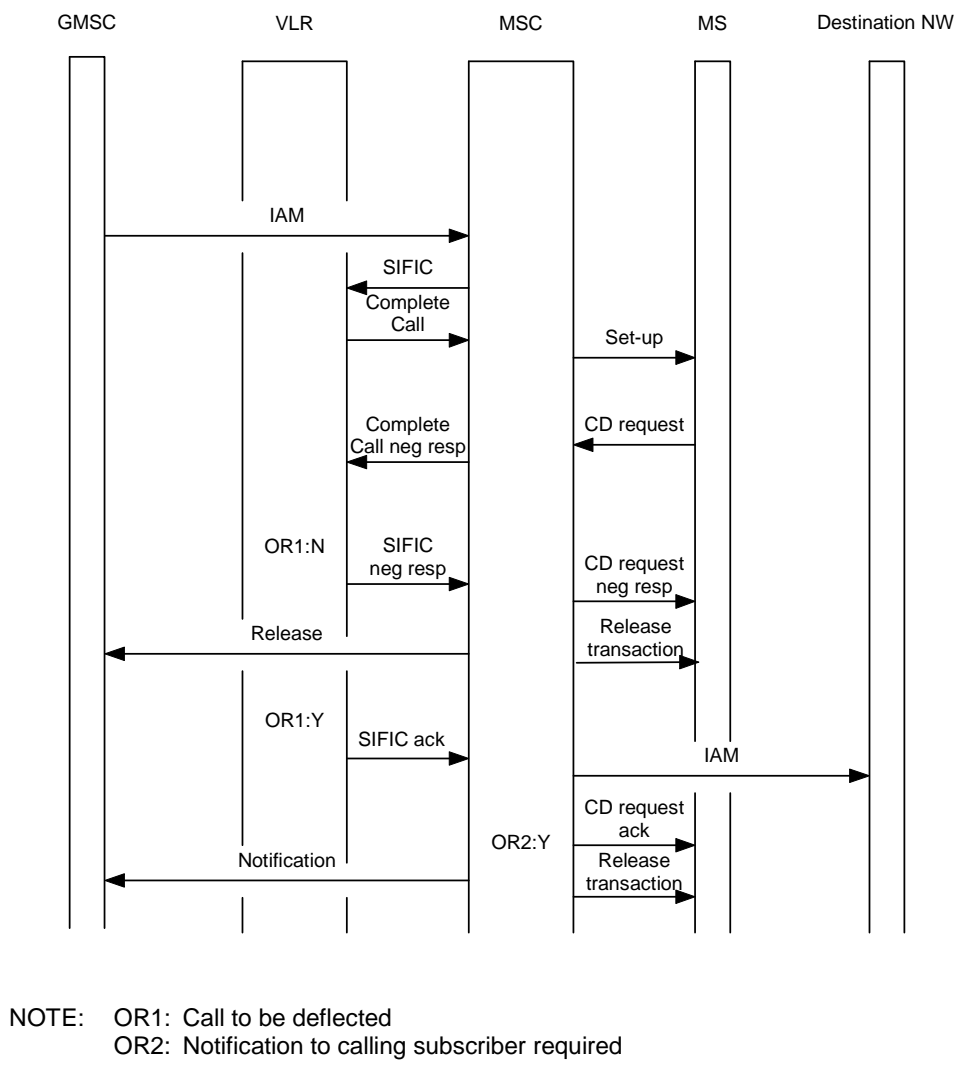 GMSC VLR MSC MS Destination NW
IAM
SIFIC
Complete
Call
Set-up
Complete
Call neg resp
CD request
OR1:N
SIFIC
neg resp
CD request
neg resp
Release
Release
transaction
OR1:Y
SIFIC ack
IAM
CD request
ack
OR2:Y
Notification
Release
transaction
NOTE: OR1: Call to be deflected
OR2: Notification to calling subscriber required